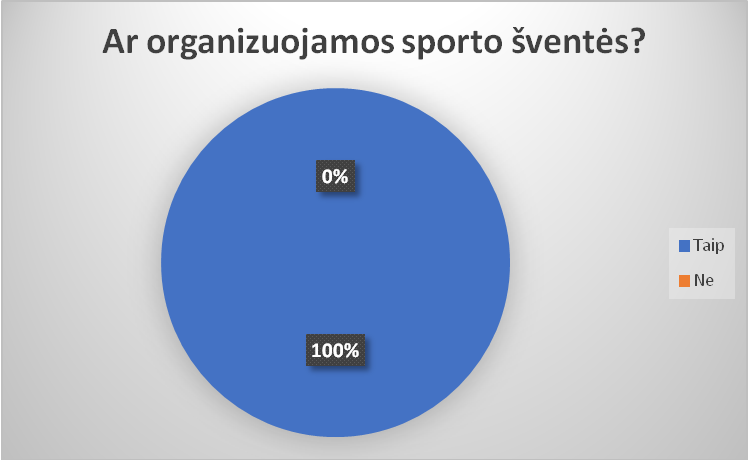 Ar organizuojamos sporto šventės?
0%
100%
Taip
Ne